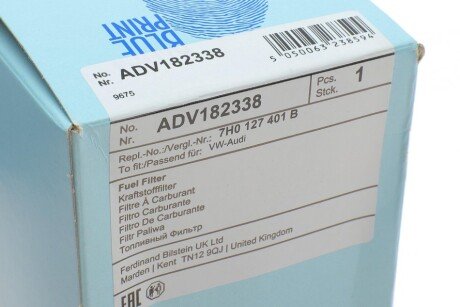 BLUE
PRINT
No.
Nr. ADV182338
9675
5 050063 238594
No.
Nr. ADV182338
Pcs.
Stck. 1
Repl.-No.:/Vergl.-Nr.: 7H0 127 401 B
To fit:/Passend für: VW-Audi
Fuel Filter
Kraftstofffilter
Filtre À Carburant
Filtro Carburante
Filtro De Carburante
Filtr Paliwa
Топливный Фильтр
Ferdinand Bilstein UK Ltd
Marden | Kent TN12 9QJ | United Kingdom
EAC